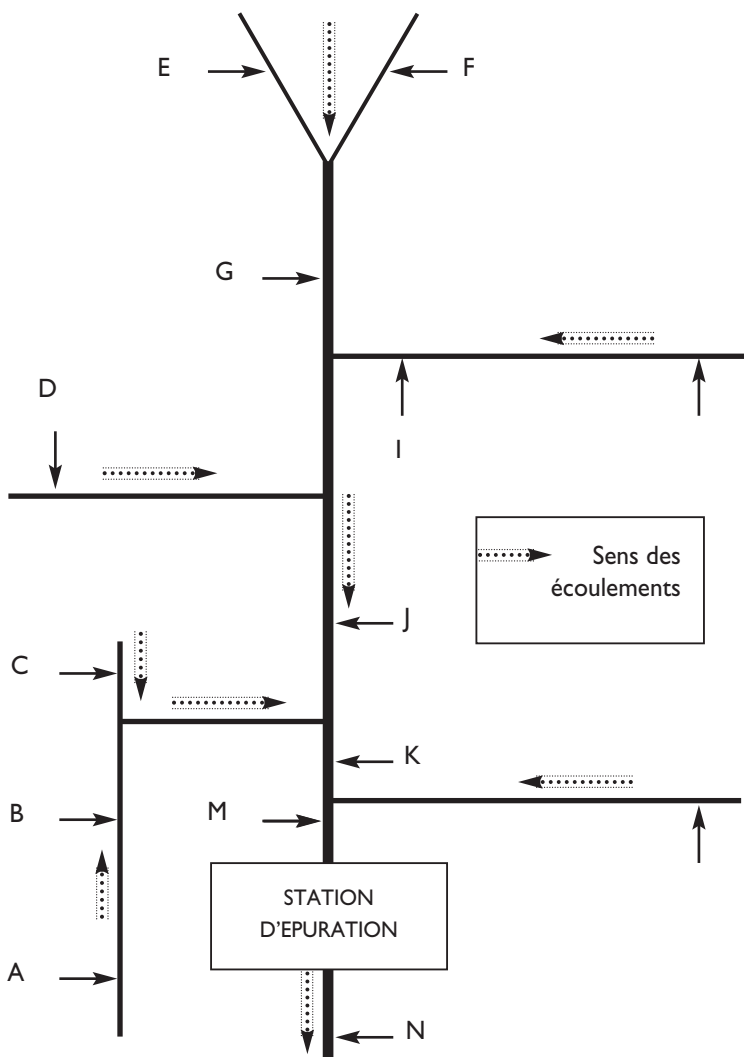 E
F
G
D
I
Sens des
écoulements
J
C
K
B
M
STATION
D'EPURATION
A
N